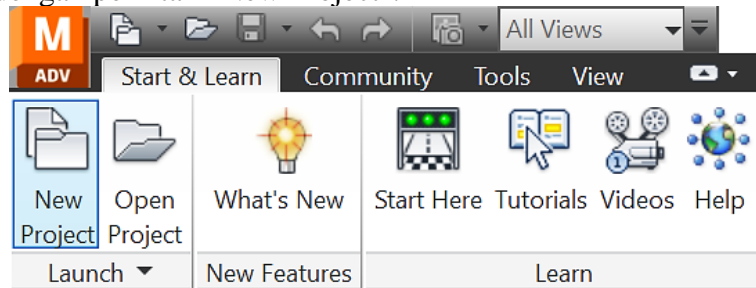 M
ADV
All Views
Start & Learn Community Tools View
New Project
Open Project
What's New
Start Here
Tutorials
1
Videos
Help
Launch
New Features
Learn